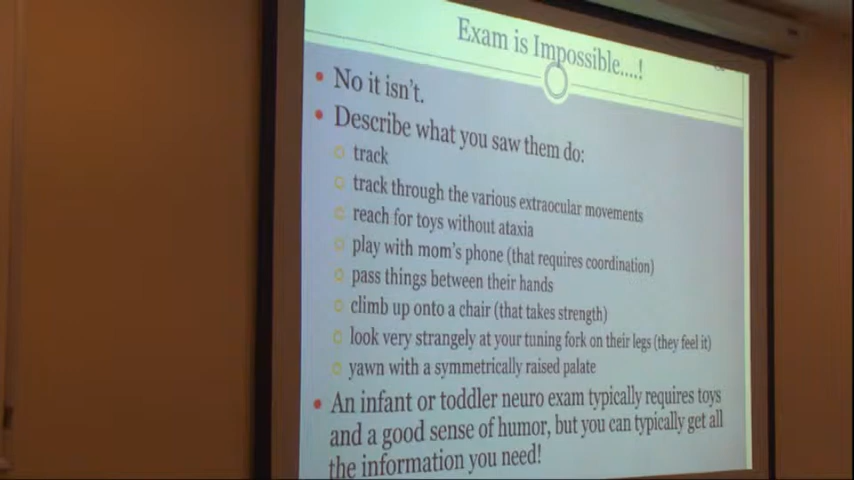 Exam is Impossible....!
• No it isn't.
• Describe what you saw them do:
○ track
○ track through the various extraocular movements
○ reach for toys without ataxia
○ play with mom's phone (that requires coordination)
○ pass things between their hands
○ climb up onto a chair (that takes strength)
○ look very strangely at your tuning fork on their legs (they feel it)
○ yawn with a symmetrically raised palate
• An infant or toddler neuro exam typically requires toys
and a good sense of humor, but you can typically get all
the information you need!